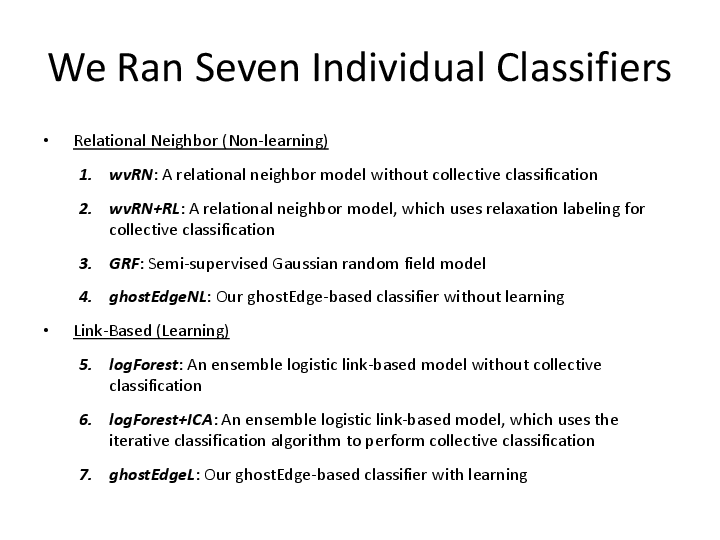 We Ran Seven Individual Classifiers
• Relational Neighbor (Non-learning)
1. wvRN: A relational neighbor model without collective classification
2. wvRN+RL: A relational neighbor model, which uses relaxation labeling for
collective classification
3. GRF: Semi-supervised Gaussian random field model
4. ghostEdgeNL: Our ghostEdge-based classifier without learning
• Link-Based (Learning)
5. logForest: An ensemble logistic link-based model without collective
classification
6. logForest+ICA: An ensemble logistic link-based model, which uses the
iterative classification algorithm to perform collective classification
7. ghostEdgeL: Our ghostEdge-based classifier with learning